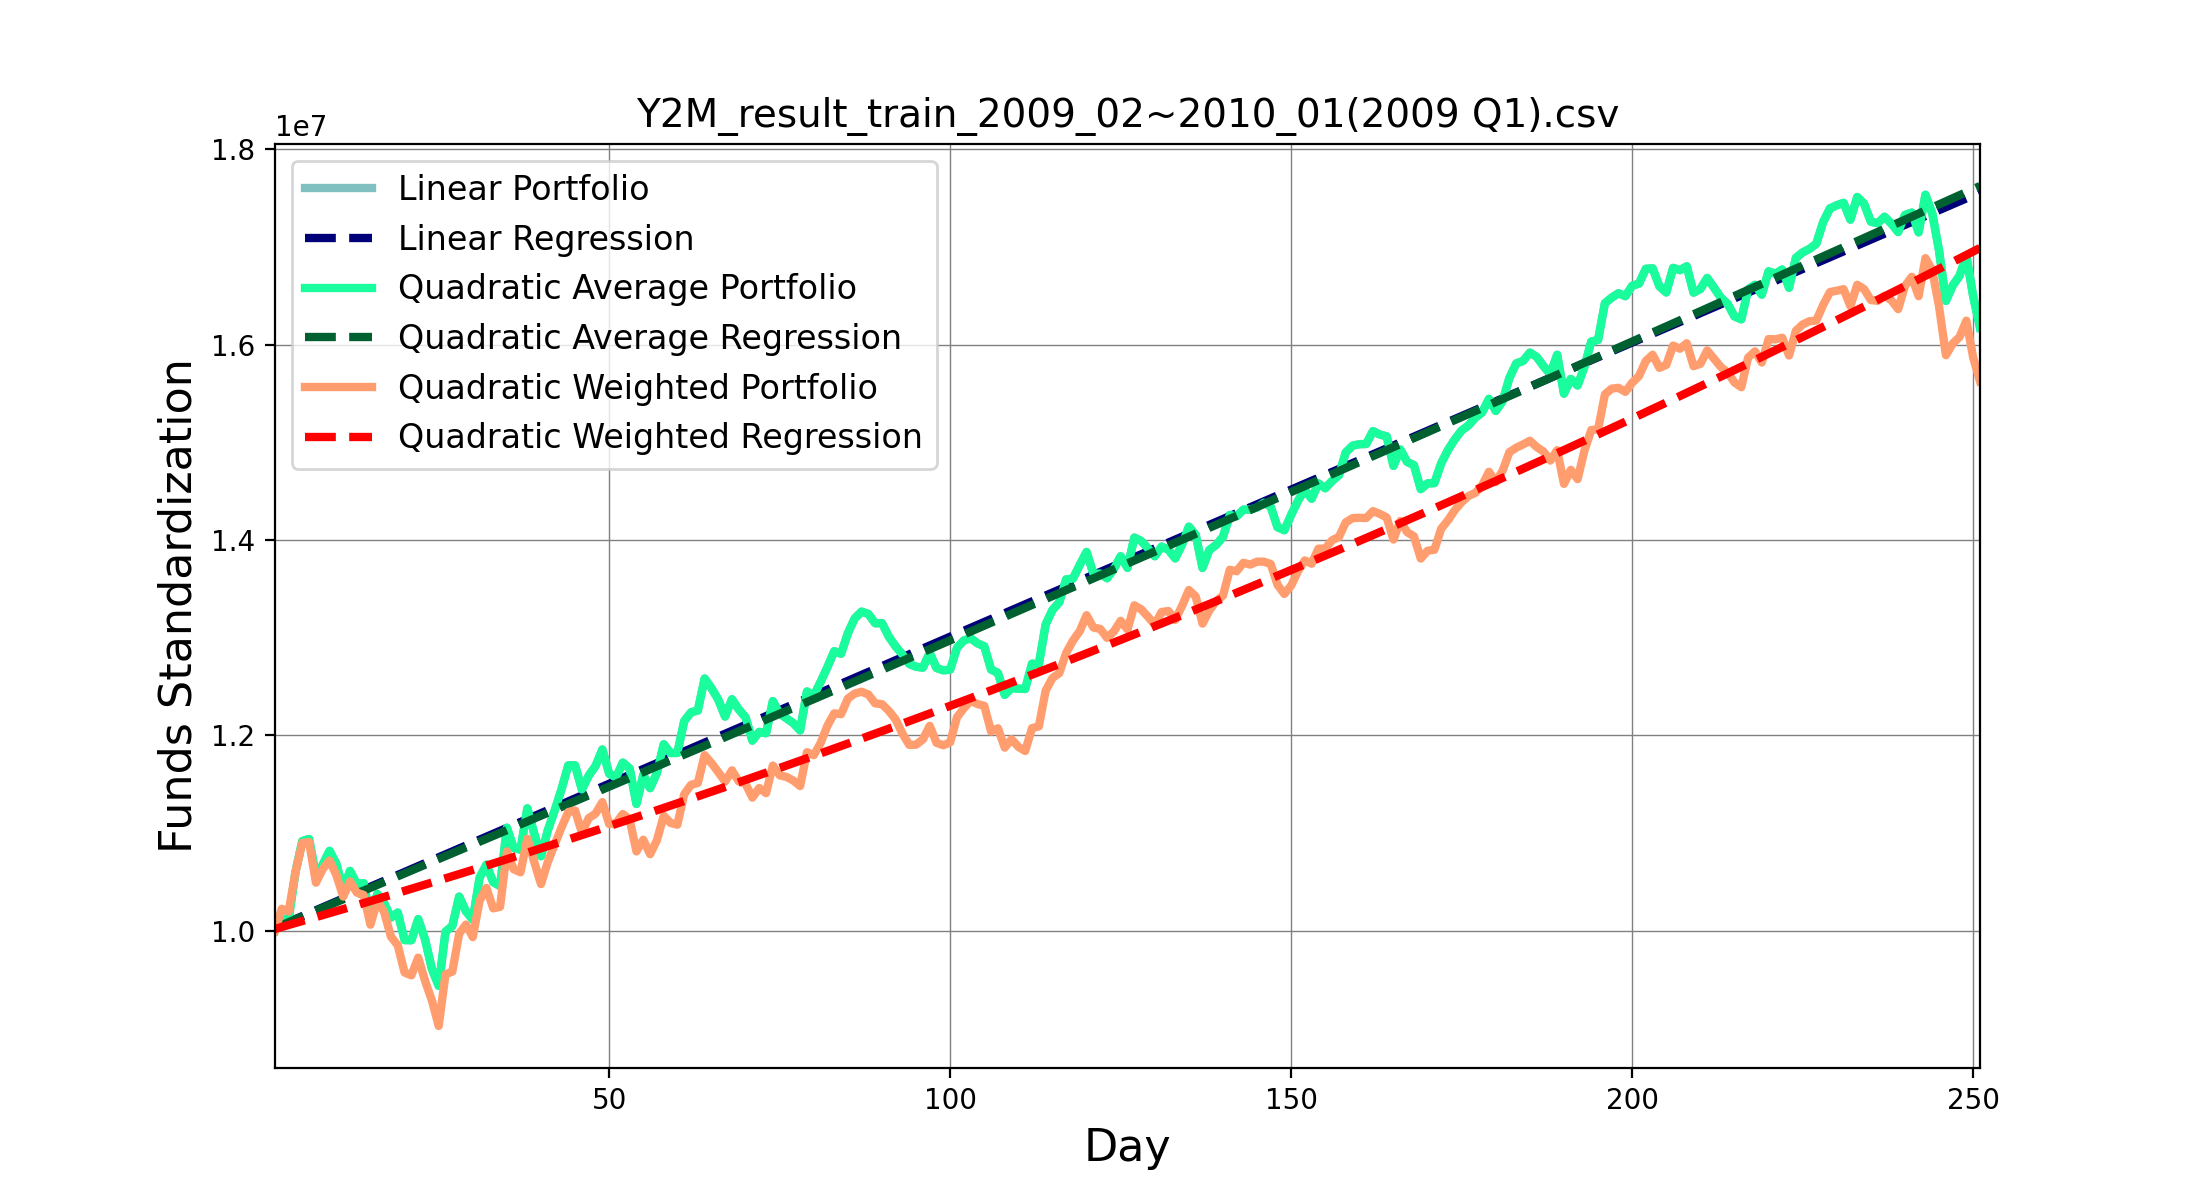 Y2M_result_train_2009_02~2010_01(2009 Q1).csv
1e7
1.8
1.6
1.4
1.2
1.0
Funds Standardization
Linear Portfolio
Linear Regression
Quadratic Average Portfolio
Quadratic Average Regression
Quadratic Weighted Portfolio
Quadratic Weighted Regression
50 100 150 200 250
Day